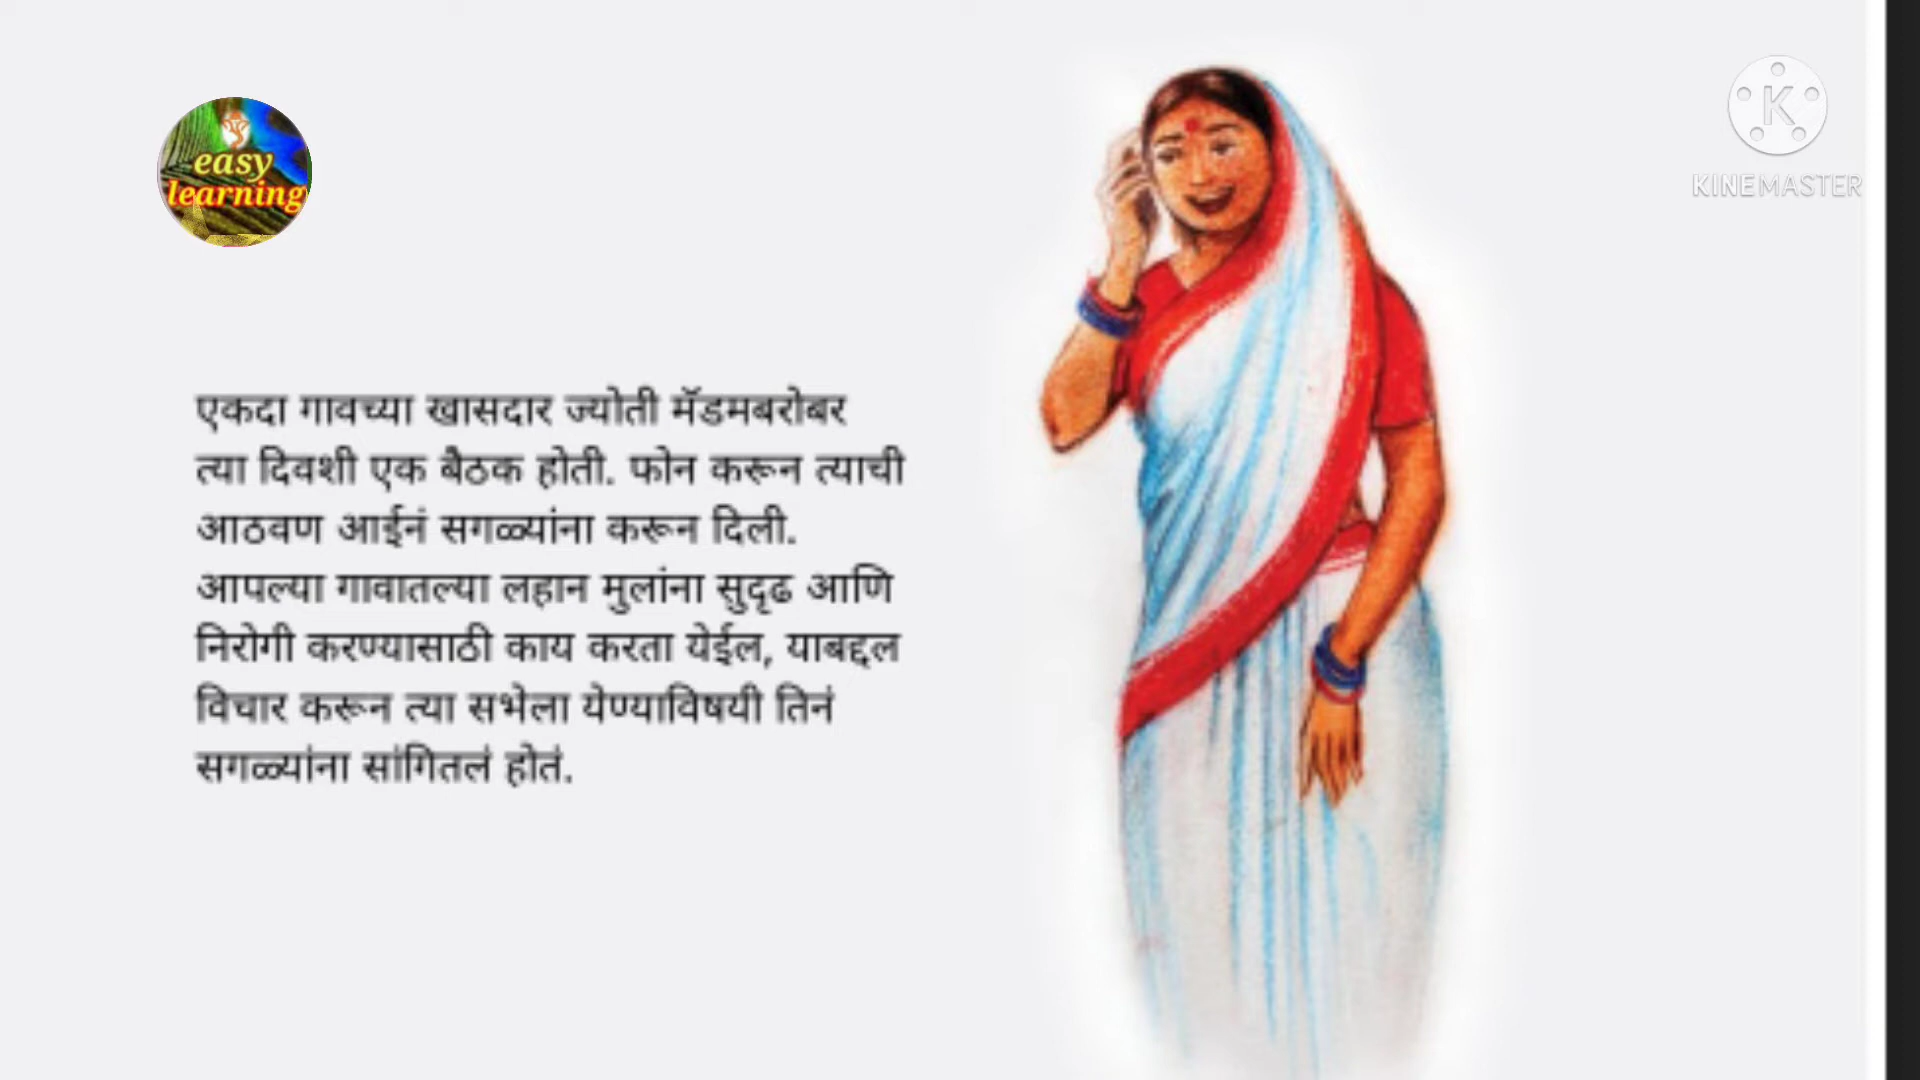 easy
learning
K
KINEMASTER
एकदा गावच्या खासदार ज्योती मॅडमबरोबर
त्या दिवशी एक बैठक होती. फोन करून त्याची
आठवण आईनं सगळ्यांना करून दिली.
आपल्या गावातल्या लहान मुलांना सुदृढ आणि
निरोगी करण्यासाठी काय करता येईल, याबद्दल
विचार करून त्या सभेला येण्याविषयी तिनं
सगळ्यांना सांगितलं होतं.